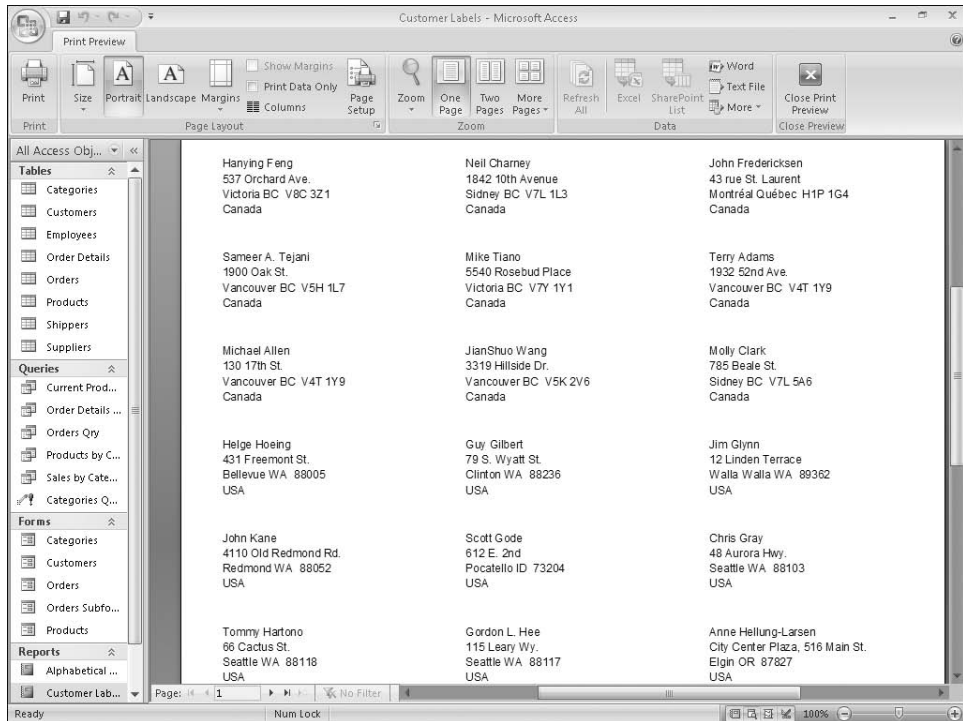 Customer Labels - Microsoft Access
Print Preview
Print
Size
Portrait
Landscape
Margins
Show Margins
Print Data Only
Columns
Page Setup
Zoom
One Page
Two Pages
More Pages
Refresh All
Excel
SharePoint List
Word
Text File
More
Close Print Preview
Print
Page Layout
Zoom
Data
Close Preview
All Access Obj...
Tables
Categories
Customers
Employees
Order Details
Orders
Products
Shippers
Suppliers
Queries
Current Prod...
Order Details ...
Orders Qry
Products by C...
Sales by Cate...
Categories Q...
Forms
Categories
Customers
Orders
Orders Subfo...
Products
Reports
Alphabetical ...
Customer Lab...
Hanying Feng
537 Orchard Ave.
Victoria BC V8C 3Z1
Canada
Neil Charney
1842 10th Avenue
Sidney BC V7L 1L3
Canada
John Fredericksen
43 rue St. Laurent
Montréal Québec H1P 1G4
Canada
Sameer A. Tejani
1900 Oak St.
Vancouver BC V5H 1L7
Canada
Mike Tiano
5540 Rosebud Place
Victoria BC V7Y 1Y1
Canada
Terry Adams
1932 52nd Ave.
Vancouver BC V4T 1Y9
Canada
Michael Allen
130 17th St.
Vancouver BC V4T 1Y9
Canada
JianShuo Wang
3319 Hillside Dr.
Vancouver BC V5K 2V6
Canada
Molly Clark
785 Beale St.
Sidney BC V7L 5A6
Canada
Helge Hoeing
431 Freemont St.
Bellevue WA 88005
USA
Guy Gilbert
79 S. Wyatt St.
Clinton WA 88236
USA
Jim Glynn
12 Linden Terrace
Walla Walla WA 89362
USA
John Kane
4110 Old Redmond Rd.
Redmond WA 88052
USA
Scott Gode
612 E. 2nd
Pocatello ID 73204
USA
Chris Gray
48 Aurora Hwy.
Seattle WA 88103
USA
Tommy Hartono
66 Cactus St.
Seattle WA 88118
USA
Gordon L. Hee
115 Leary Wy.
Seattle WA 88117
USA
Anne Hellung-Larsen
City Center Plaza, 516 Main St.
Elgin OR 87827
USA
Page: 1
No Filter
Ready
Num Lock
100%